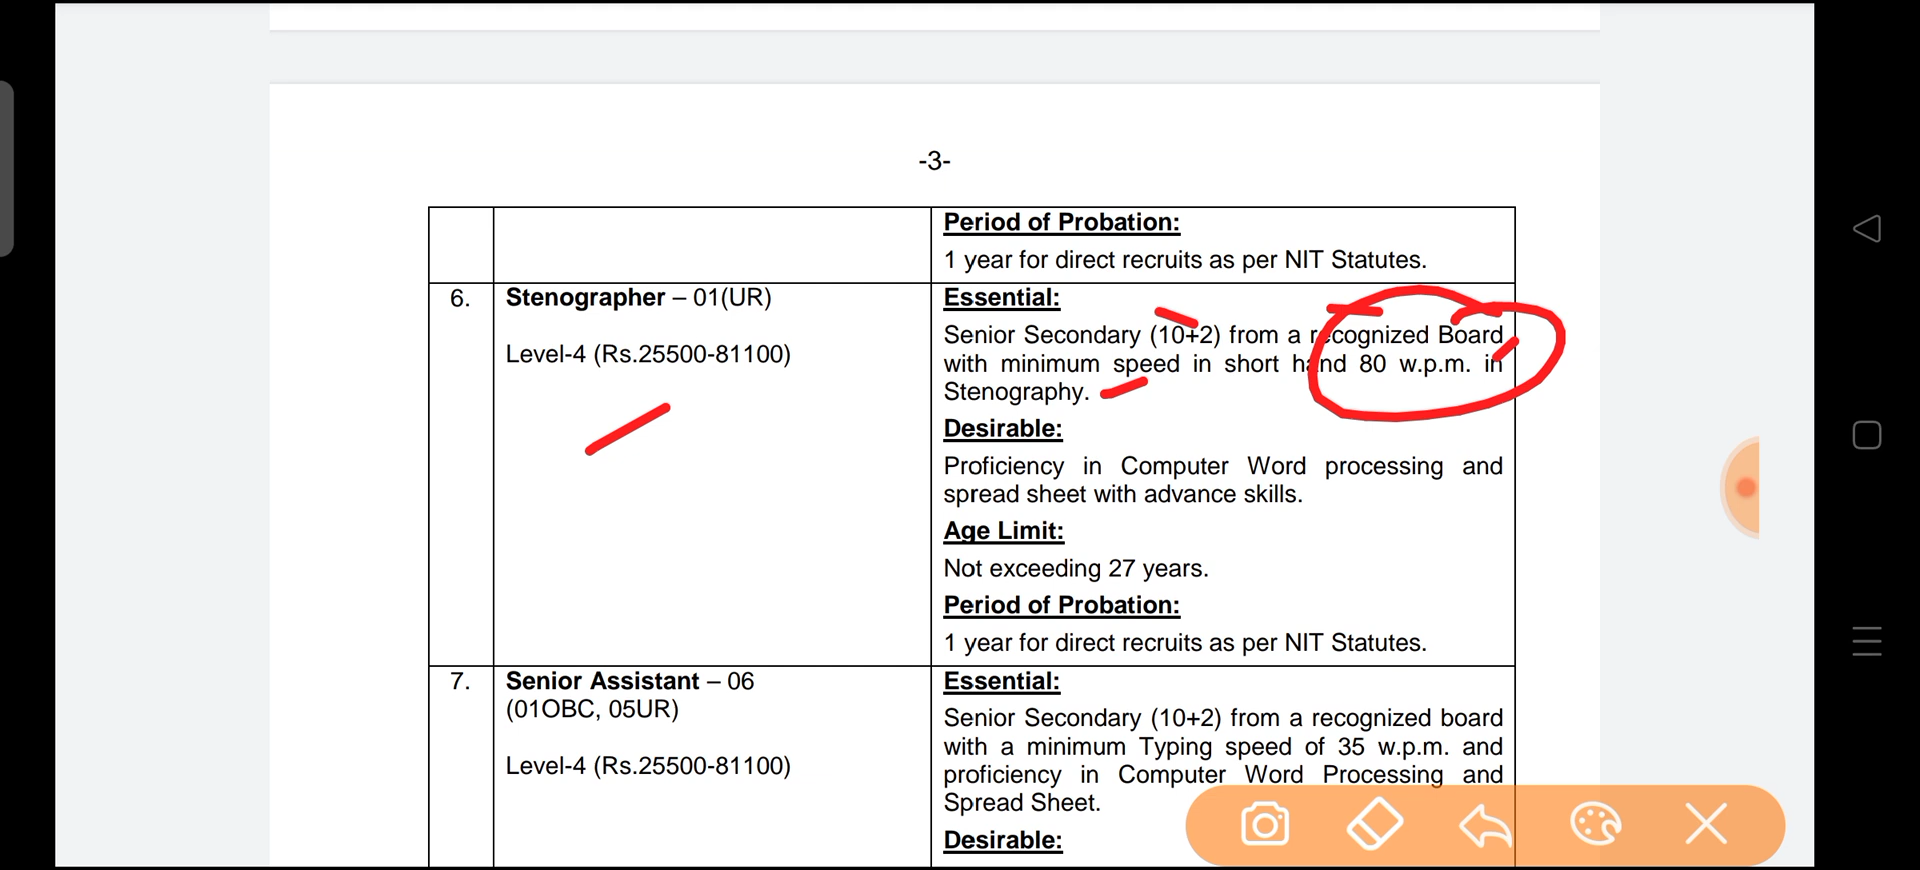 -3-
Period of Probation:
1 year for direct recruits as per NIT Statutes.
6.
Stenographer – 01(UR)
Level-4 (Rs.25500-81100)
Essential:
Senior Secondary (10+2) from a recognized Board
with minimum speed in short hand 80 w.p.m. in
Stenography.
Desirable:
Proficiency in Computer Word processing and
spread sheet with advance skills.
Age Limit:
Not exceeding 27 years.
Period of Probation:
1 year for direct recruits as per NIT Statutes.
7.
Senior Assistant – 06
(01OBC, 05UR)
Level-4 (Rs.25500-81100)
Essential:
Senior Secondary (10+2) from a recognized board
with a minimum Typing speed of 35 w.p.m. and
proficiency in Computer Word Processing and
Spread Sheet.
Desirable: